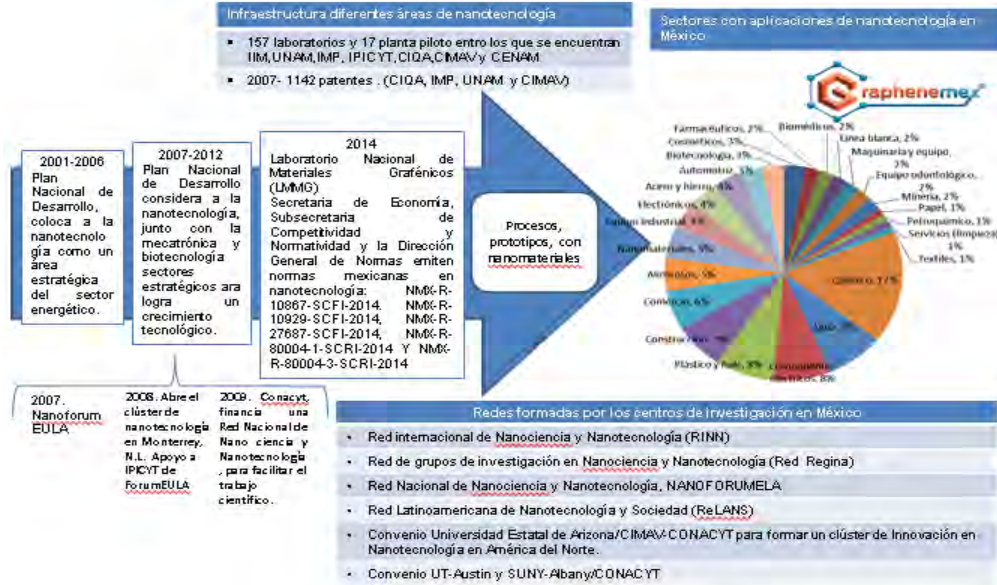 Infraestructura diferentes áreas de nanotecnología
▪ 157 laboratorios y 17 planta piloto entro los que se encuentran
IIM,UNAM,IMP, IPICYT,CIQA,CIMAV y CENAM
▪ 2007- 1142 patentes . (CIQA, IMP, UNAM y CIMAV)
Sectores con aplicaciones de nanotecnología en
México
Graphenemex
2001-2006
Plan
Nacional de
Desarrollo,
coloca a la
nanotecnolo
gía como un
área
estratégica
del sector
energético.
2007-2012
Plan Nacional
de Desarrollo
considera a la
nanotecnología,
junto con la
mecatrónica y
biotecnología
sectores
estratégicos ara
logra un
crecimiento
tecnológico.
2014
Laboratorio Nacional de
Materiales Grafénicos
(LMMG)
Secretaria de Economía,
Subsecretaria de
Competitividad y
Normatividad y la Dirección
General de Normas emiten
normas mexicanas en
nanotecnología: NMX-R-
10867-SCFI-2014, NMX-R-
10929-SCFI-2014, NMX-R-
27687-SCFI-2014, NMX-R-
80004-1-SCRI-2014 Y NMX-
R-80004-3-SCRI-2014
Procesos,
prototipos, con
nanomateriales
Farmacéuticos, 2%
Cosméticos, 3%
Biotecnología, 3%
Automotriz, 3%
Acero y hierro, 4%
Electrónicos, 4%
Equipo industrial, 4%
Nanomateriales, 5%
Alimentos, 5%
Comercio, 6%
Construcción, 7%
Plástico y hule, 8%
Biomédicos, 2%
Línea blanca, 2%
Maquinaria y equipo,
2%
Equipo odontológico,
2%
Minería, 2%
Papel, 1%
Petroquímico, 1%
Servicios (limpieza)
1%
Textiles, 1%
Químico, 17%
eléctricos, 8%
2007.
Nanoforum
EULA
2008. Abre el
clúster de
nanotecnología
en Monterrey,
N.L. Apoyo a
IPICYT de
ForumEULA
2009. Conacyt,
financia una
Red Nacional de
Nano ciencia y
Nanotecnología
, para facilitar el
trabajo
científico.
Redes formadas por los centros de investigación en México
• Red internacional de Nanociencia y Nanotecnología (RINN)
• Red de grupos de investigación en Nanociencia y Nanotecnología (Red Regina)
• Red Nacional de Nanociencia y Nanotecnología, NANOFORUMELA
• Red Latinoamericana de Nanotecnología y Sociedad (ReLANS)
• Convenio Universidad Estatal de Arizona/CIMAV-CONACYT para formar un clúster de Innovación en
Nanotecnología en América del Norte.
• Convenio UT-Austin y SUNY-Albany/CONACYT